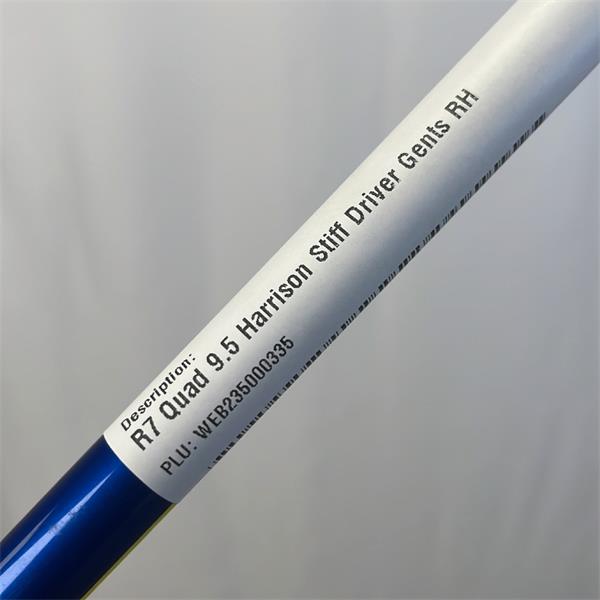 Description:
R7 Quad 9.5 Harrison Stiff Driver Gents RH
PLU: WEB235000335